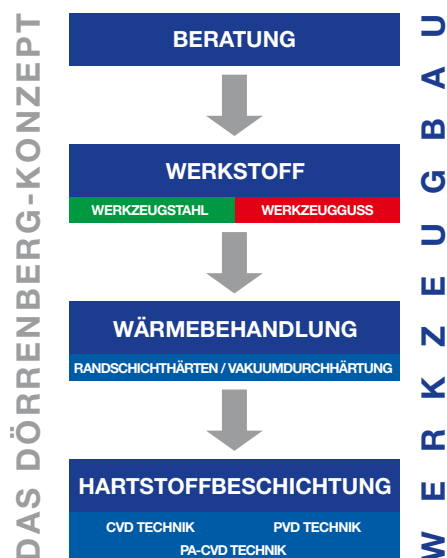 DAS DÖRRENBERG-KONZEPT
BERATUNG
WERKSTOFF
WERKZEUGSTAHL WERKZEUGGUSS
WÄRMEBEHANDLUNG
RANDSCHICHTHÄRTEN / VAKUUMDURCHHÄRTUNG
HARTSTOFFBESCHICHTUNG
CVD TECHNIK PVD TECHNIK
PA-CVD TECHNIK
WERKZEUGBAU